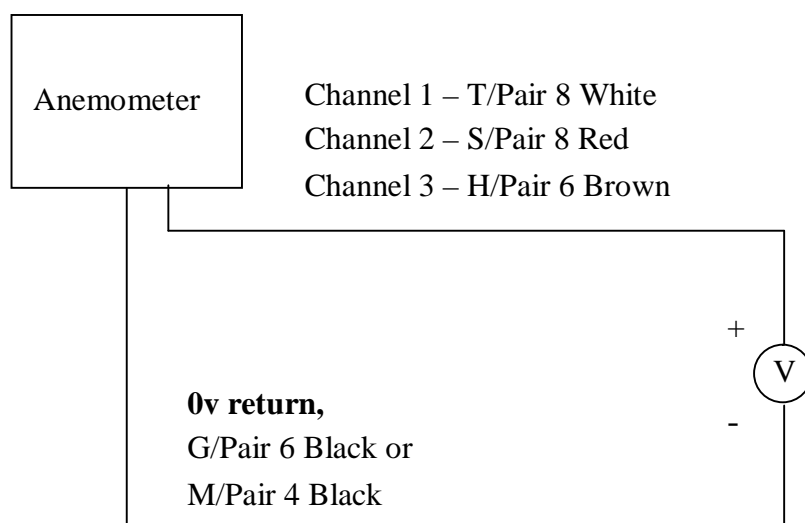 Anemometer
Channel 1 – T/Pair 8 White
Channel 2 – S/Pair 8 Red
Channel 3 – H/Pair 6 Brown
+
V
-
0v return,
G/Pair 6 Black or
M/Pair 4 Black